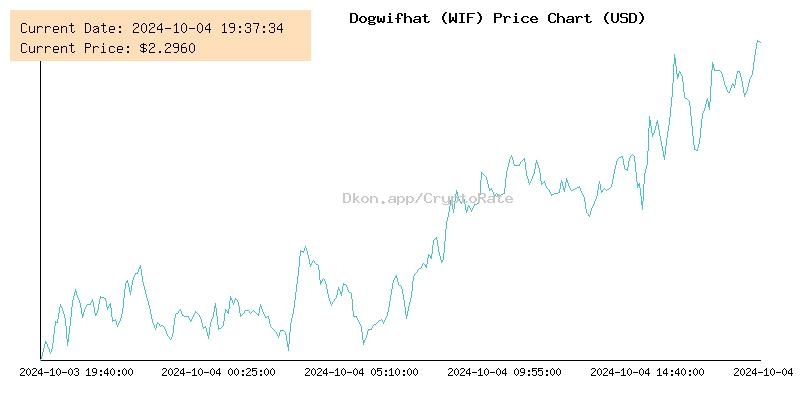 Dogwifhat (WIF) Price Chart (USD)
Current Date: 2024-10-04 19:37:34
Current Price: $2.2960
Dkon.app/CryptoRate
2024-10-03 19:40:00 2024-10-04 00:25:00 2024-10-04 05:10:00 2024-10-04 09:55:00 2024-10-04 14:40:00 2024-10-04